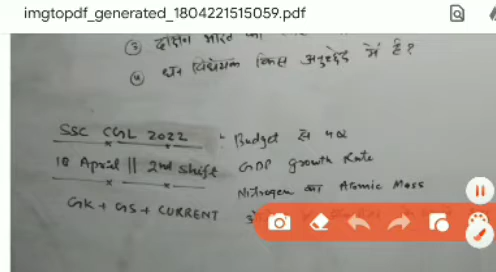 imgtopdf_generated_1804221515059.pdf
③ दक्षिण भारत का
④ धन विधेयक किस अनुच्छेद में है?
SSC CGL 2022 : Budget से प्रश्न
10 April || 2nd Shift GDP growth Rate
Nitrogen का Atomic Mass
GK + GS + CURRENT